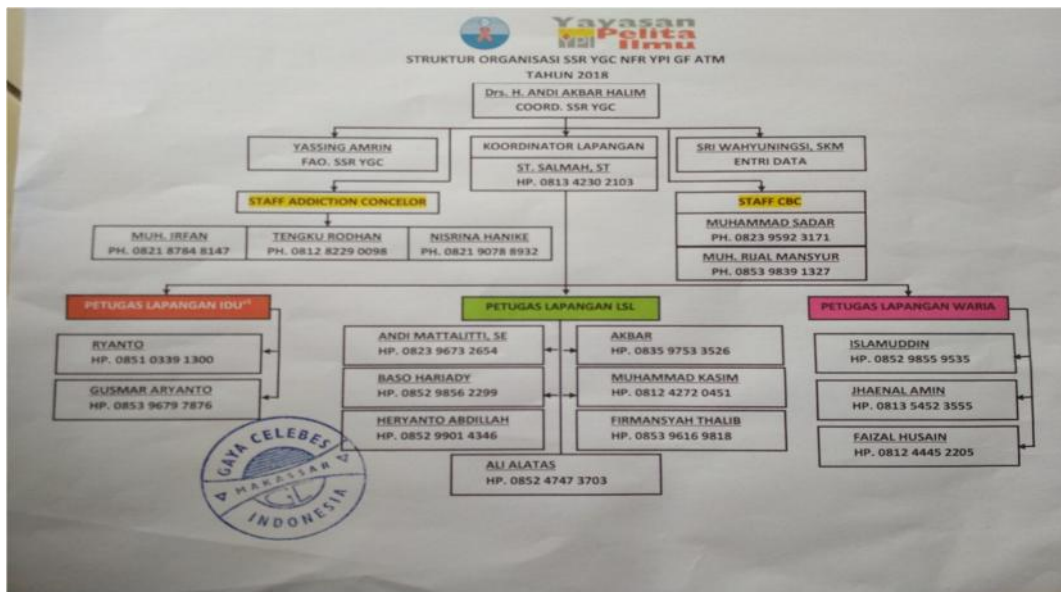 Yayasan
Pelita
Ilmu
STRUKTUR ORGANISASI SSR YGC NFR YPI GF ATM
TAHUN 2018
Drs. H. ANDI AKBAR HALIM
COORD. SSR YGC
YASSING AMRIN
FAO. SSR YGC
KOORDINATOR LAPANGAN
ST. SALMAH, ST
HP. 0813 4230 2103
SRI WAHYUNINGSI, SKM
ENTRI DATA
STAFF ADDICTION CONCELOR
MUH. IRFAN
PH. 0821 8784 8147
TENGKU RODHAN
PH. 0812 8229 0098
NISRINA HANIKE
PH. 0821 9078 8932
STAFF CBC
MUHAMMAD SADAR
PH. 0823 9592 3171
MUH. RIJAL MANSYUR
PH. 0853 9839 1327
PETUGAS LAPANGAN IDU
RYANTO
HP. 0851 0339 1300
GUSMAR ARYANTO
HP. 0853 9679 7876
PETUGAS LAPANGAN LSL
ANDI MATTALITTI, SE
HP. 0823 9673 2654
AKBAR
HP. 0835 9753 3526
BASO HARIADY
HP. 0852 9856 2299
MUHAMMAD KASIM
HP. 0812 4272 0451
HERYANTO ABDILLAH
HP. 0852 9901 4346
FIRMANSYAH THALIB
HP. 0853 9616 9818
ALI ALATAS
HP. 0852 4747 3703
PETUGAS LAPANGAN WARIA
ISLAMUDDIN
HP. 0852 9855 9535
JHAENAL AMIN
HP. 0813 5452 3555
FAIZAL HUSAIN
HP. 0812 4445 2205
GAYA CELEBES
MAKASSAR
INDONESIA